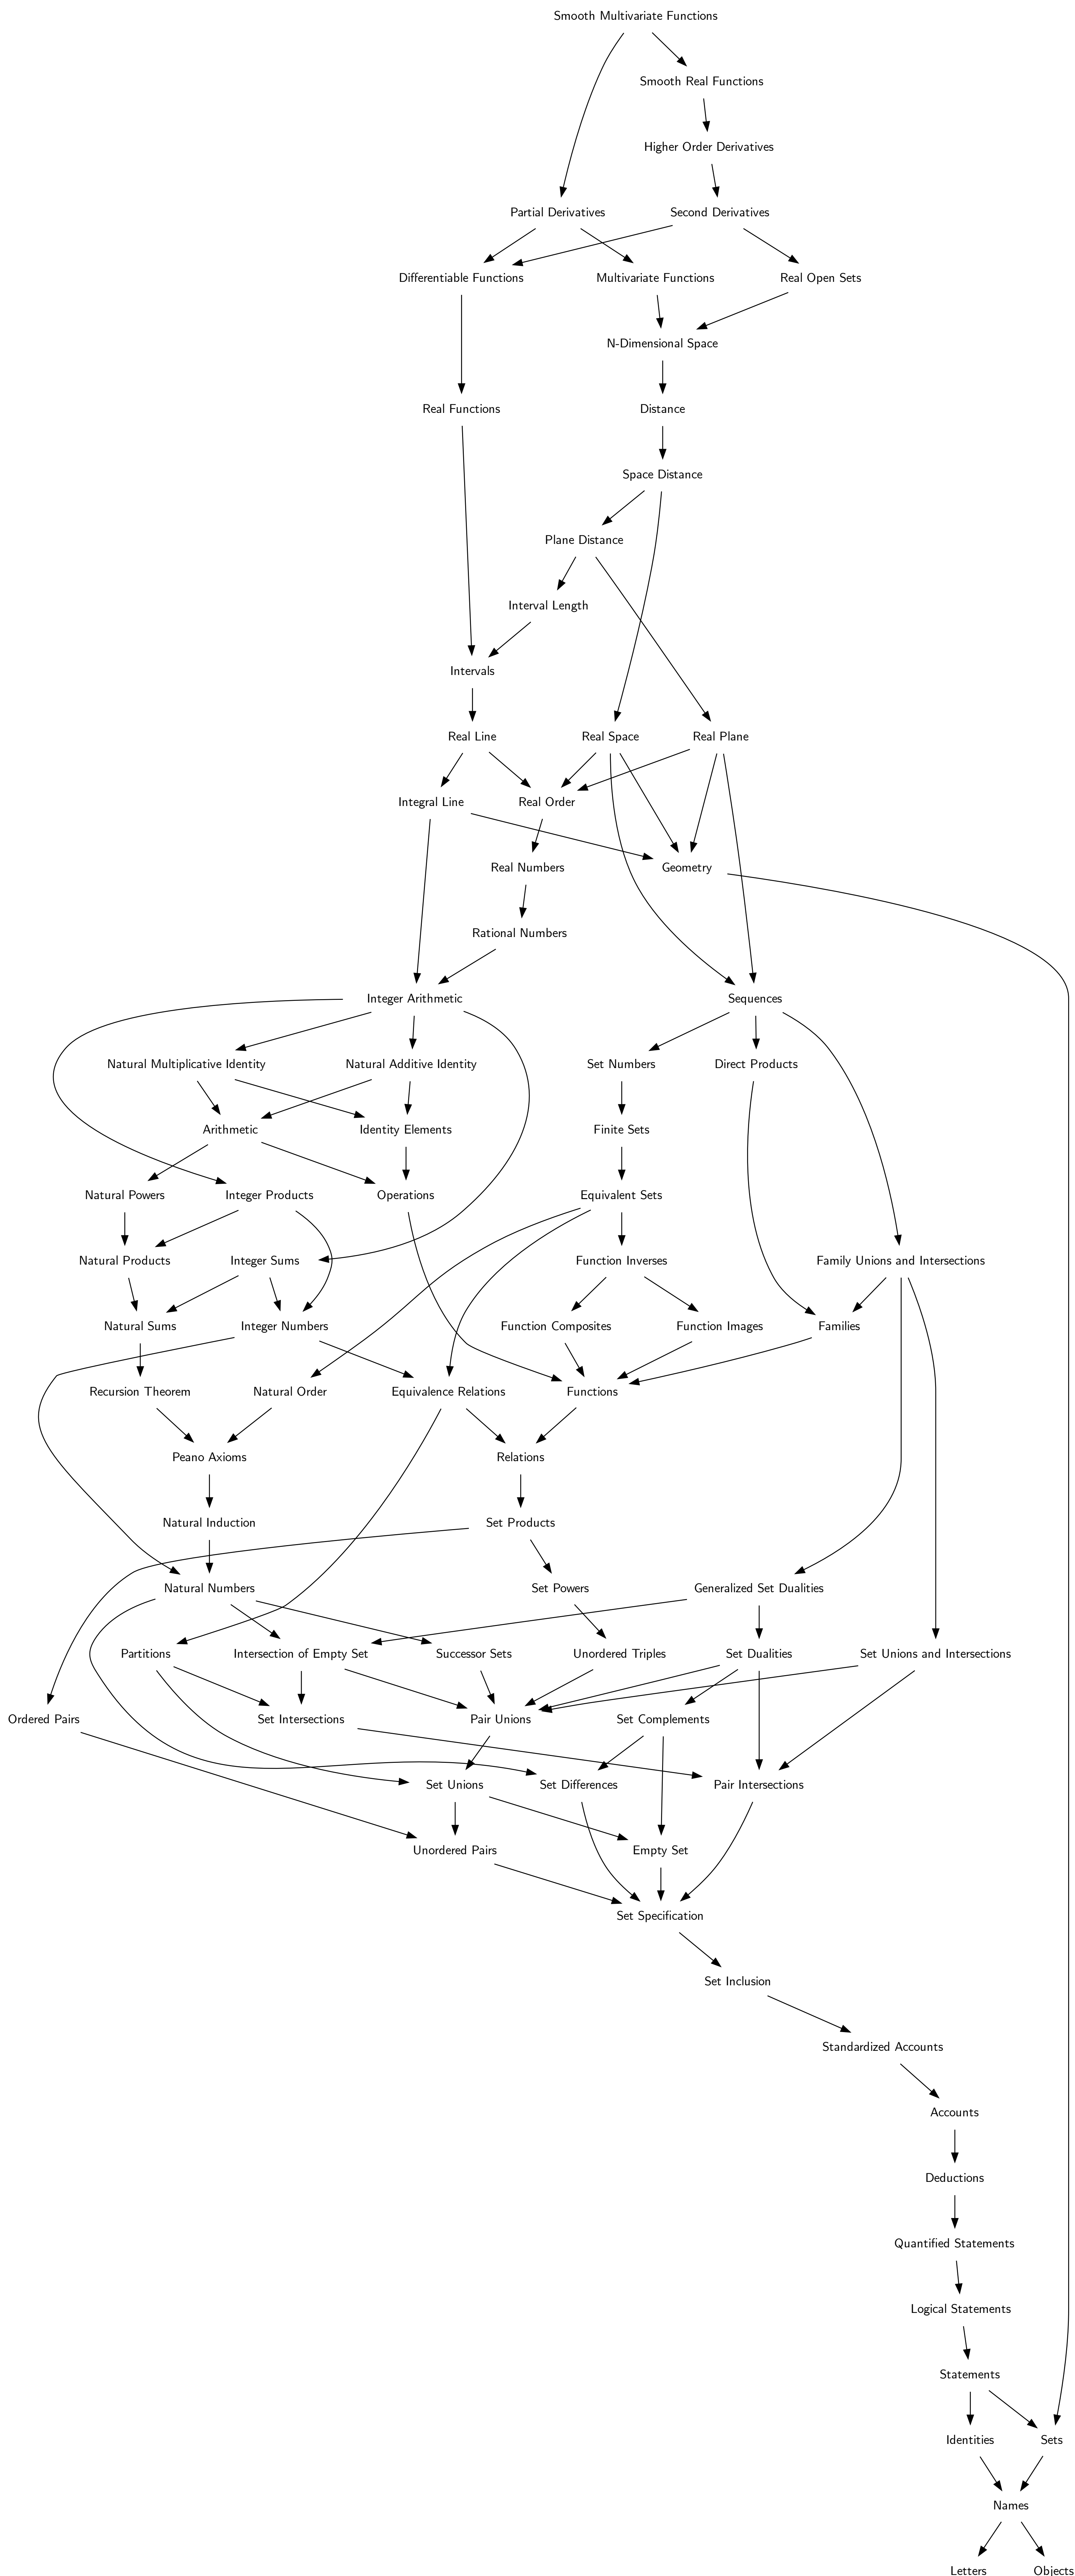 Smooth Multivariate Functions
Smooth Real Functions
Higher Order Derivatives
Partial Derivatives
Second Derivatives
Differentiable Functions
Multivariate Functions
Real Open Sets
N-Dimensional Space
Real Functions
Distance
Space Distance
Plane Distance
Interval Length
Intervals
Real Line
Real Space
Real Plane
Integral Line
Real Order
Real Numbers
Geometry
Rational Numbers
Integer Arithmetic
Sequences
Natural Multiplicative Identity
Natural Additive Identity
Set Numbers
Direct Products
Arithmetic
Identity Elements
Finite Sets
Natural Powers
Integer Products
Operations
Equivalent Sets
Natural Products
Integer Sums
Function Inverses
Family Unions and Intersections
Natural Sums
Integer Numbers
Function Composites
Function Images
Families
Recursion Theorem
Natural Order
Equivalence Relations
Functions
Peano Axioms
Relations
Natural Induction
Set Products
Natural Numbers
Set Powers
Generalized Set Dualities
Partitions
Intersection of Empty Set
Successor Sets
Unordered Triples
Set Dualities
Set Unions and Intersections
Ordered Pairs
Set Intersections
Pair Unions
Set Complements
Set Unions
Set Differences
Pair Intersections
Unordered Pairs
Empty Set
Set Specification
Set Inclusion
Standardized Accounts
Accounts
Deductions
Quantified Statements
Logical Statements
Statements
Identities
Sets
Names
Letters
Objects